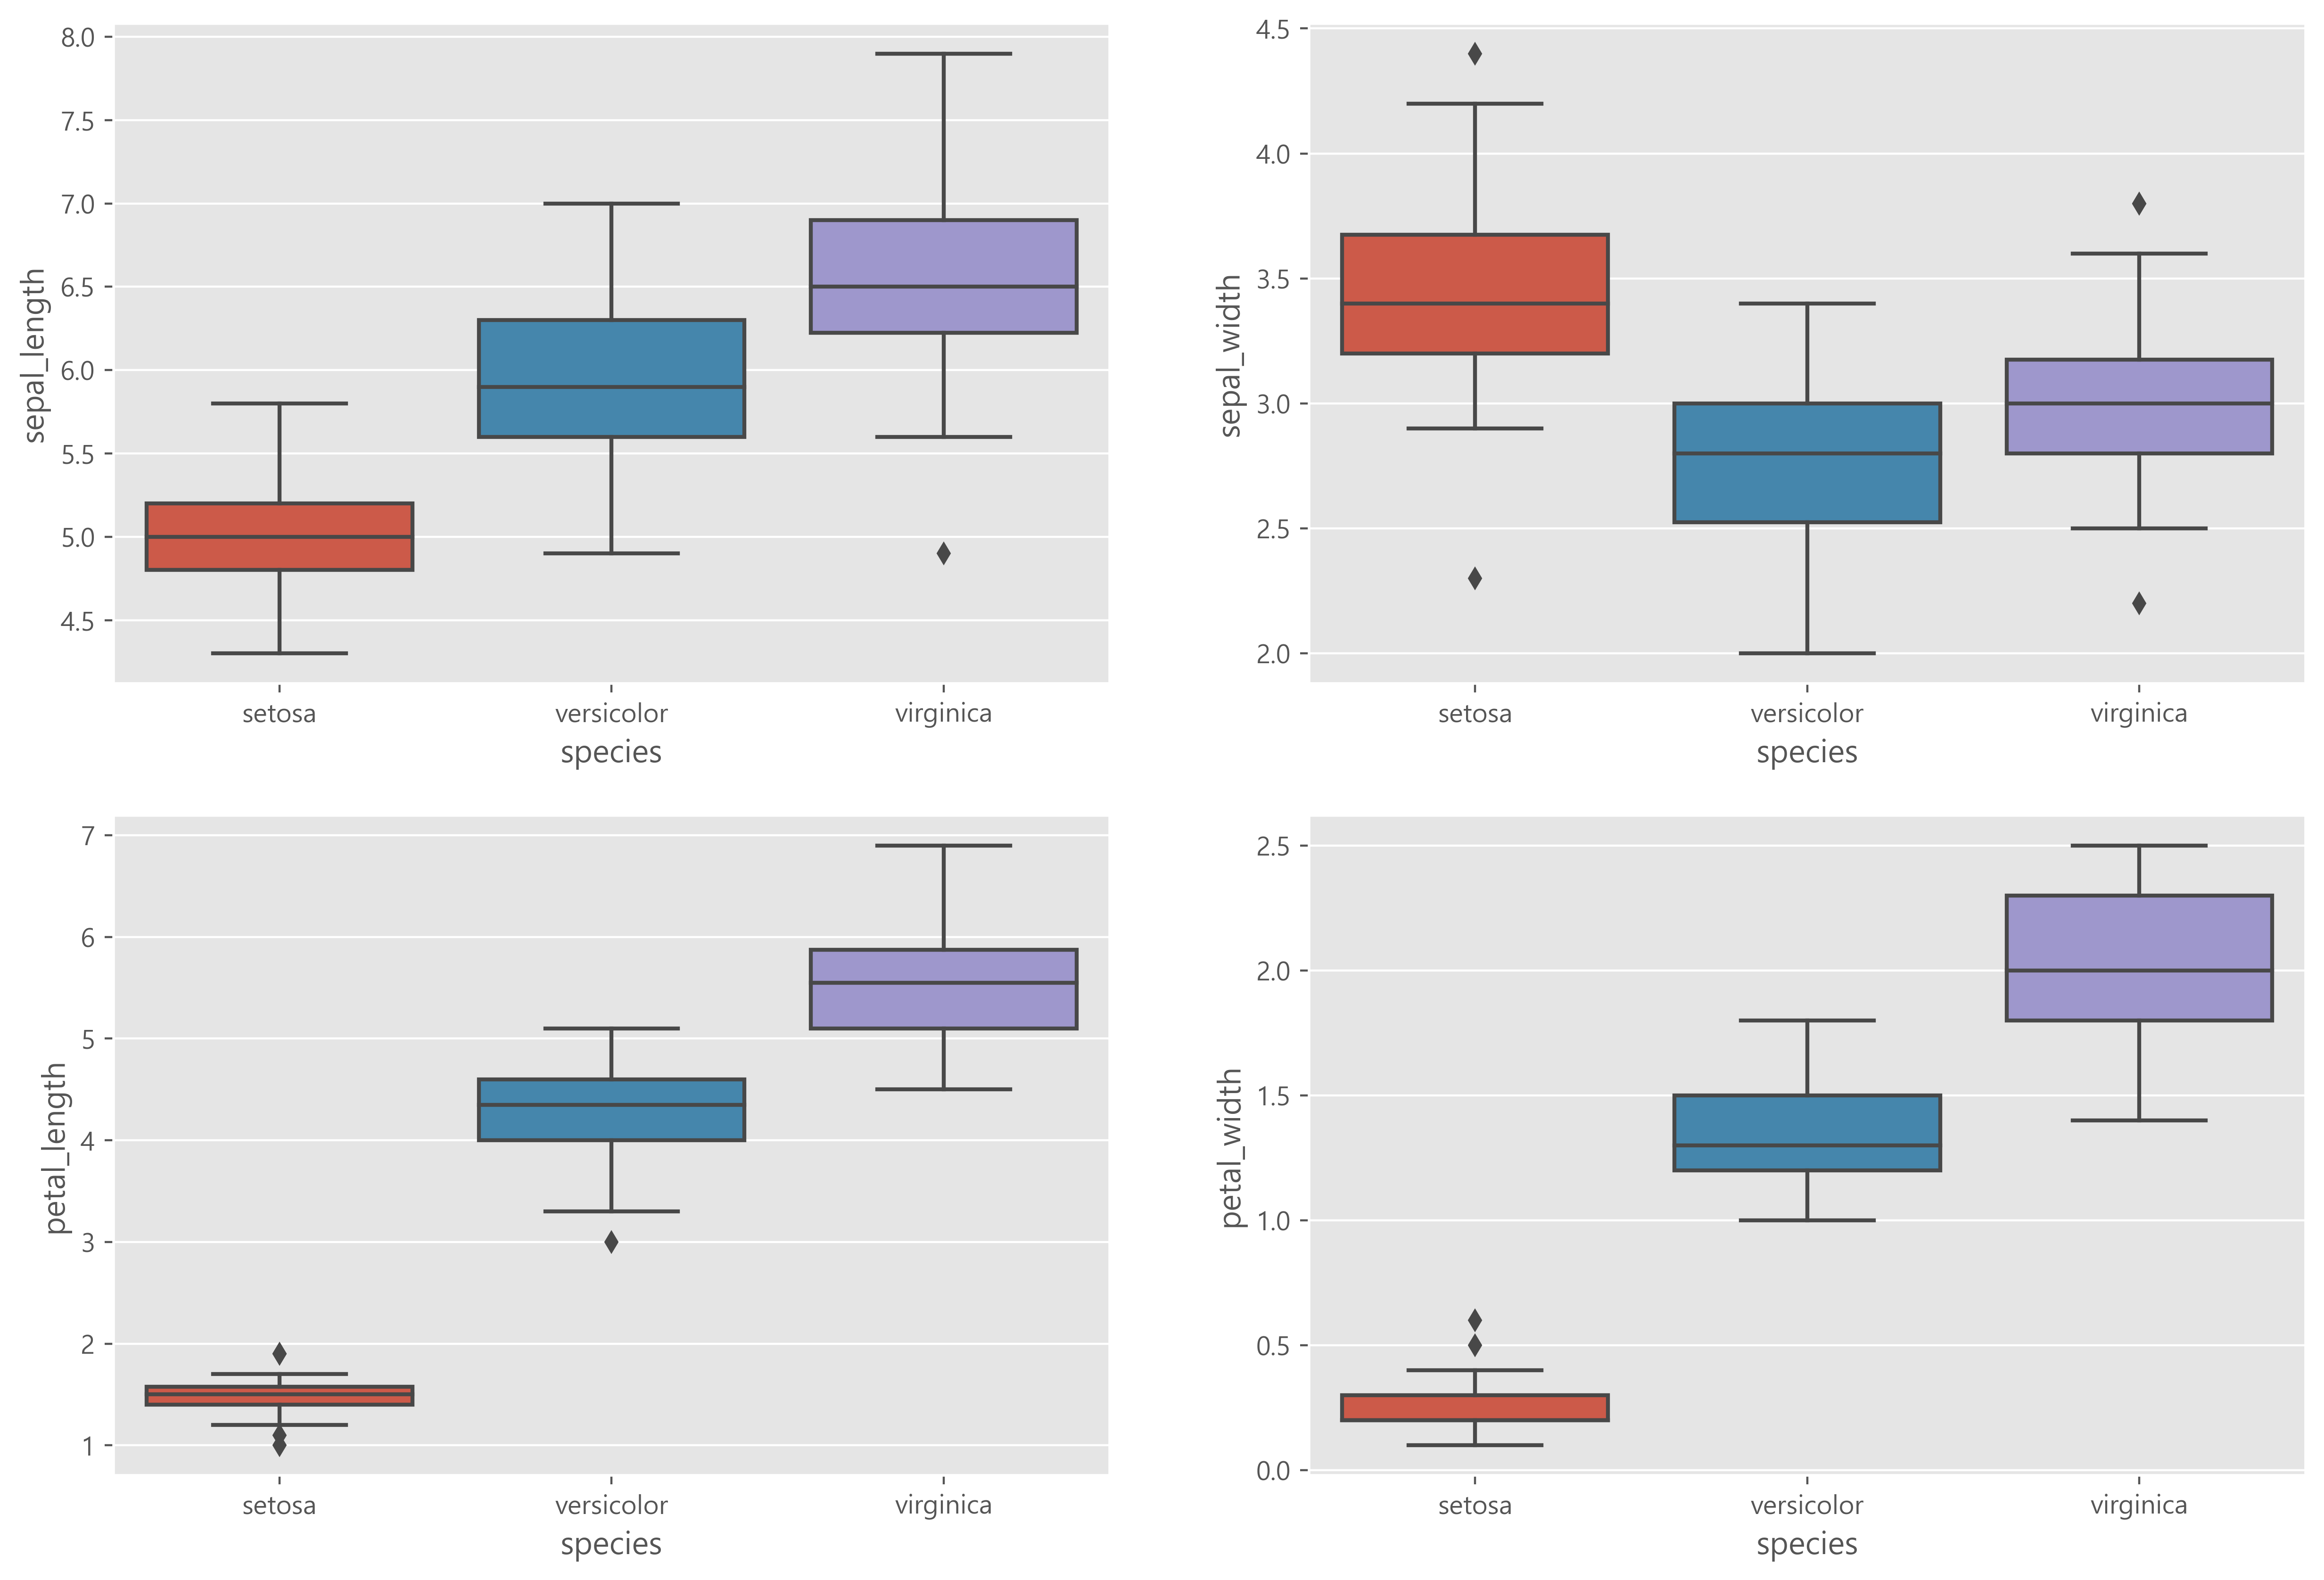 8.0
7.5
7.0
6.5
6.0
5.5
5.0
4.5
sepal_length
setosa versicolor virginica
species
4.5
4.0
3.5
3.0
2.5
2.0
sepal_width
setosa versicolor virginica
species
7
6
5
4
3
2
1
petal_length
setosa versicolor virginica
species
2.5
2.0
1.5
1.0
0.5
0.0
petal_width
setosa versicolor virginica
species